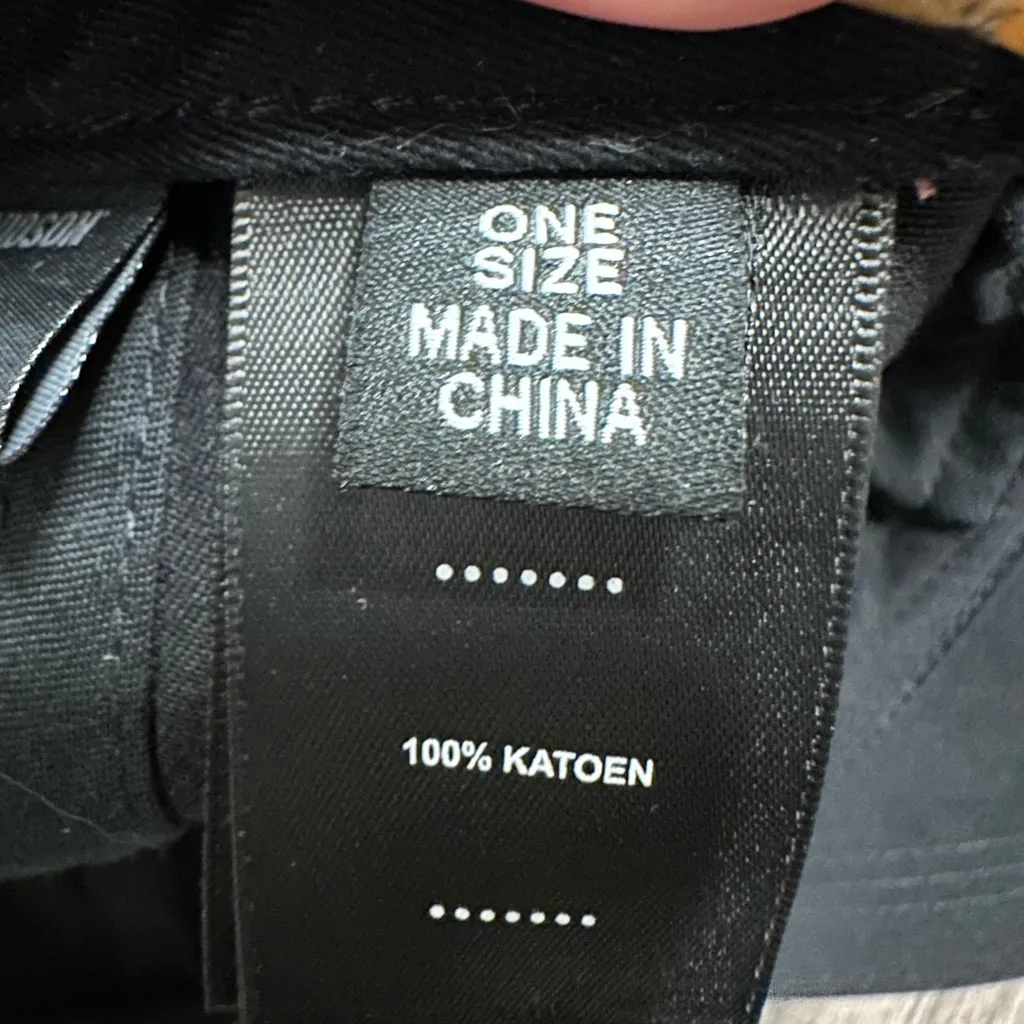 ONE
SIZE
MADE IN
CHINA
100% KATOEN